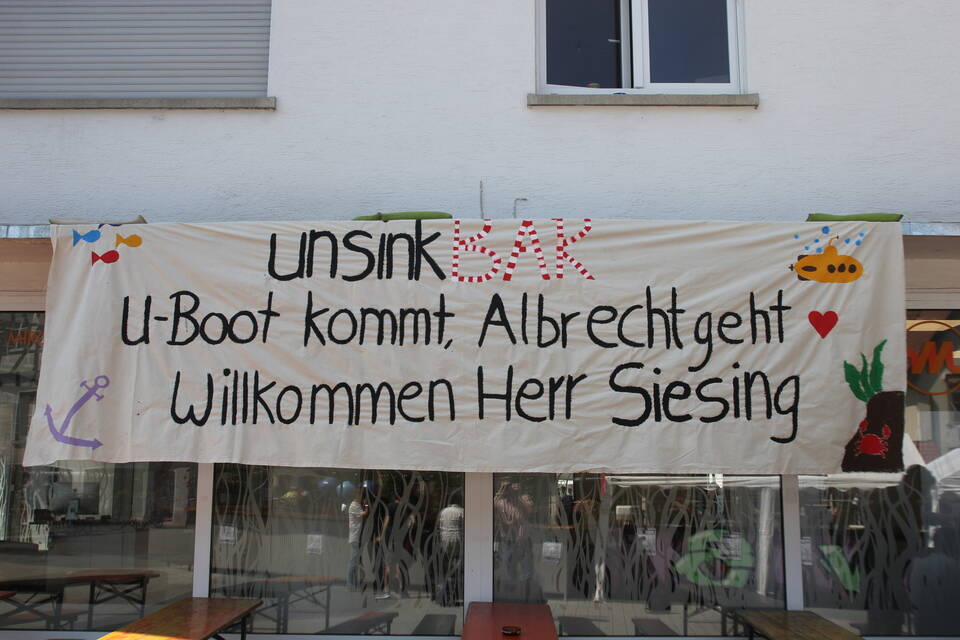 unsinkBAR
U-Boot kommt, Albrecht geht
Willkommen Herr Siesing